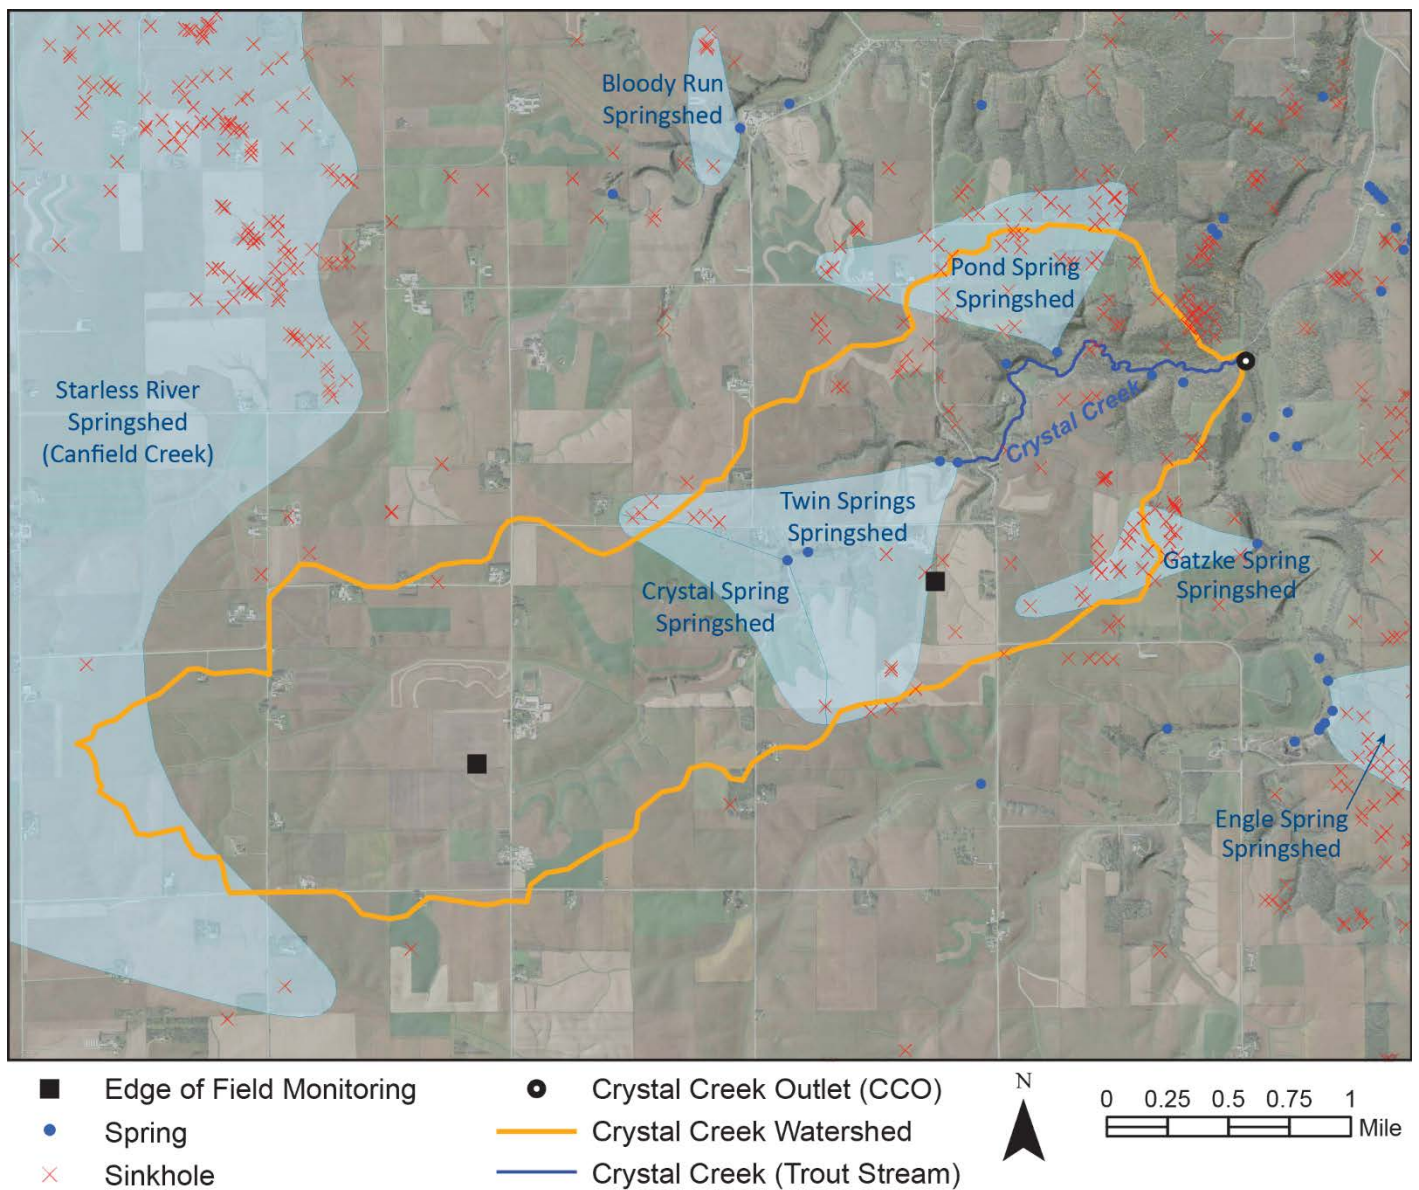 Bloody Run
Springshed
Pond Spring
Springshed
Starless River
Springshed
(Canfield Creek)
Crystal Creek
Twin Springs
Springshed
Crystal Spring
Springshed
Gatzke Spring
Springshed
Engle Spring
Springshed
Edge of Field Monitoring
Spring
Sinkhole
Crystal Creek Outlet (CCO)
Crystal Creek Watershed
Crystal Creek (Trout Stream)
N
0 0.25 0.5 0.75 1
Mile